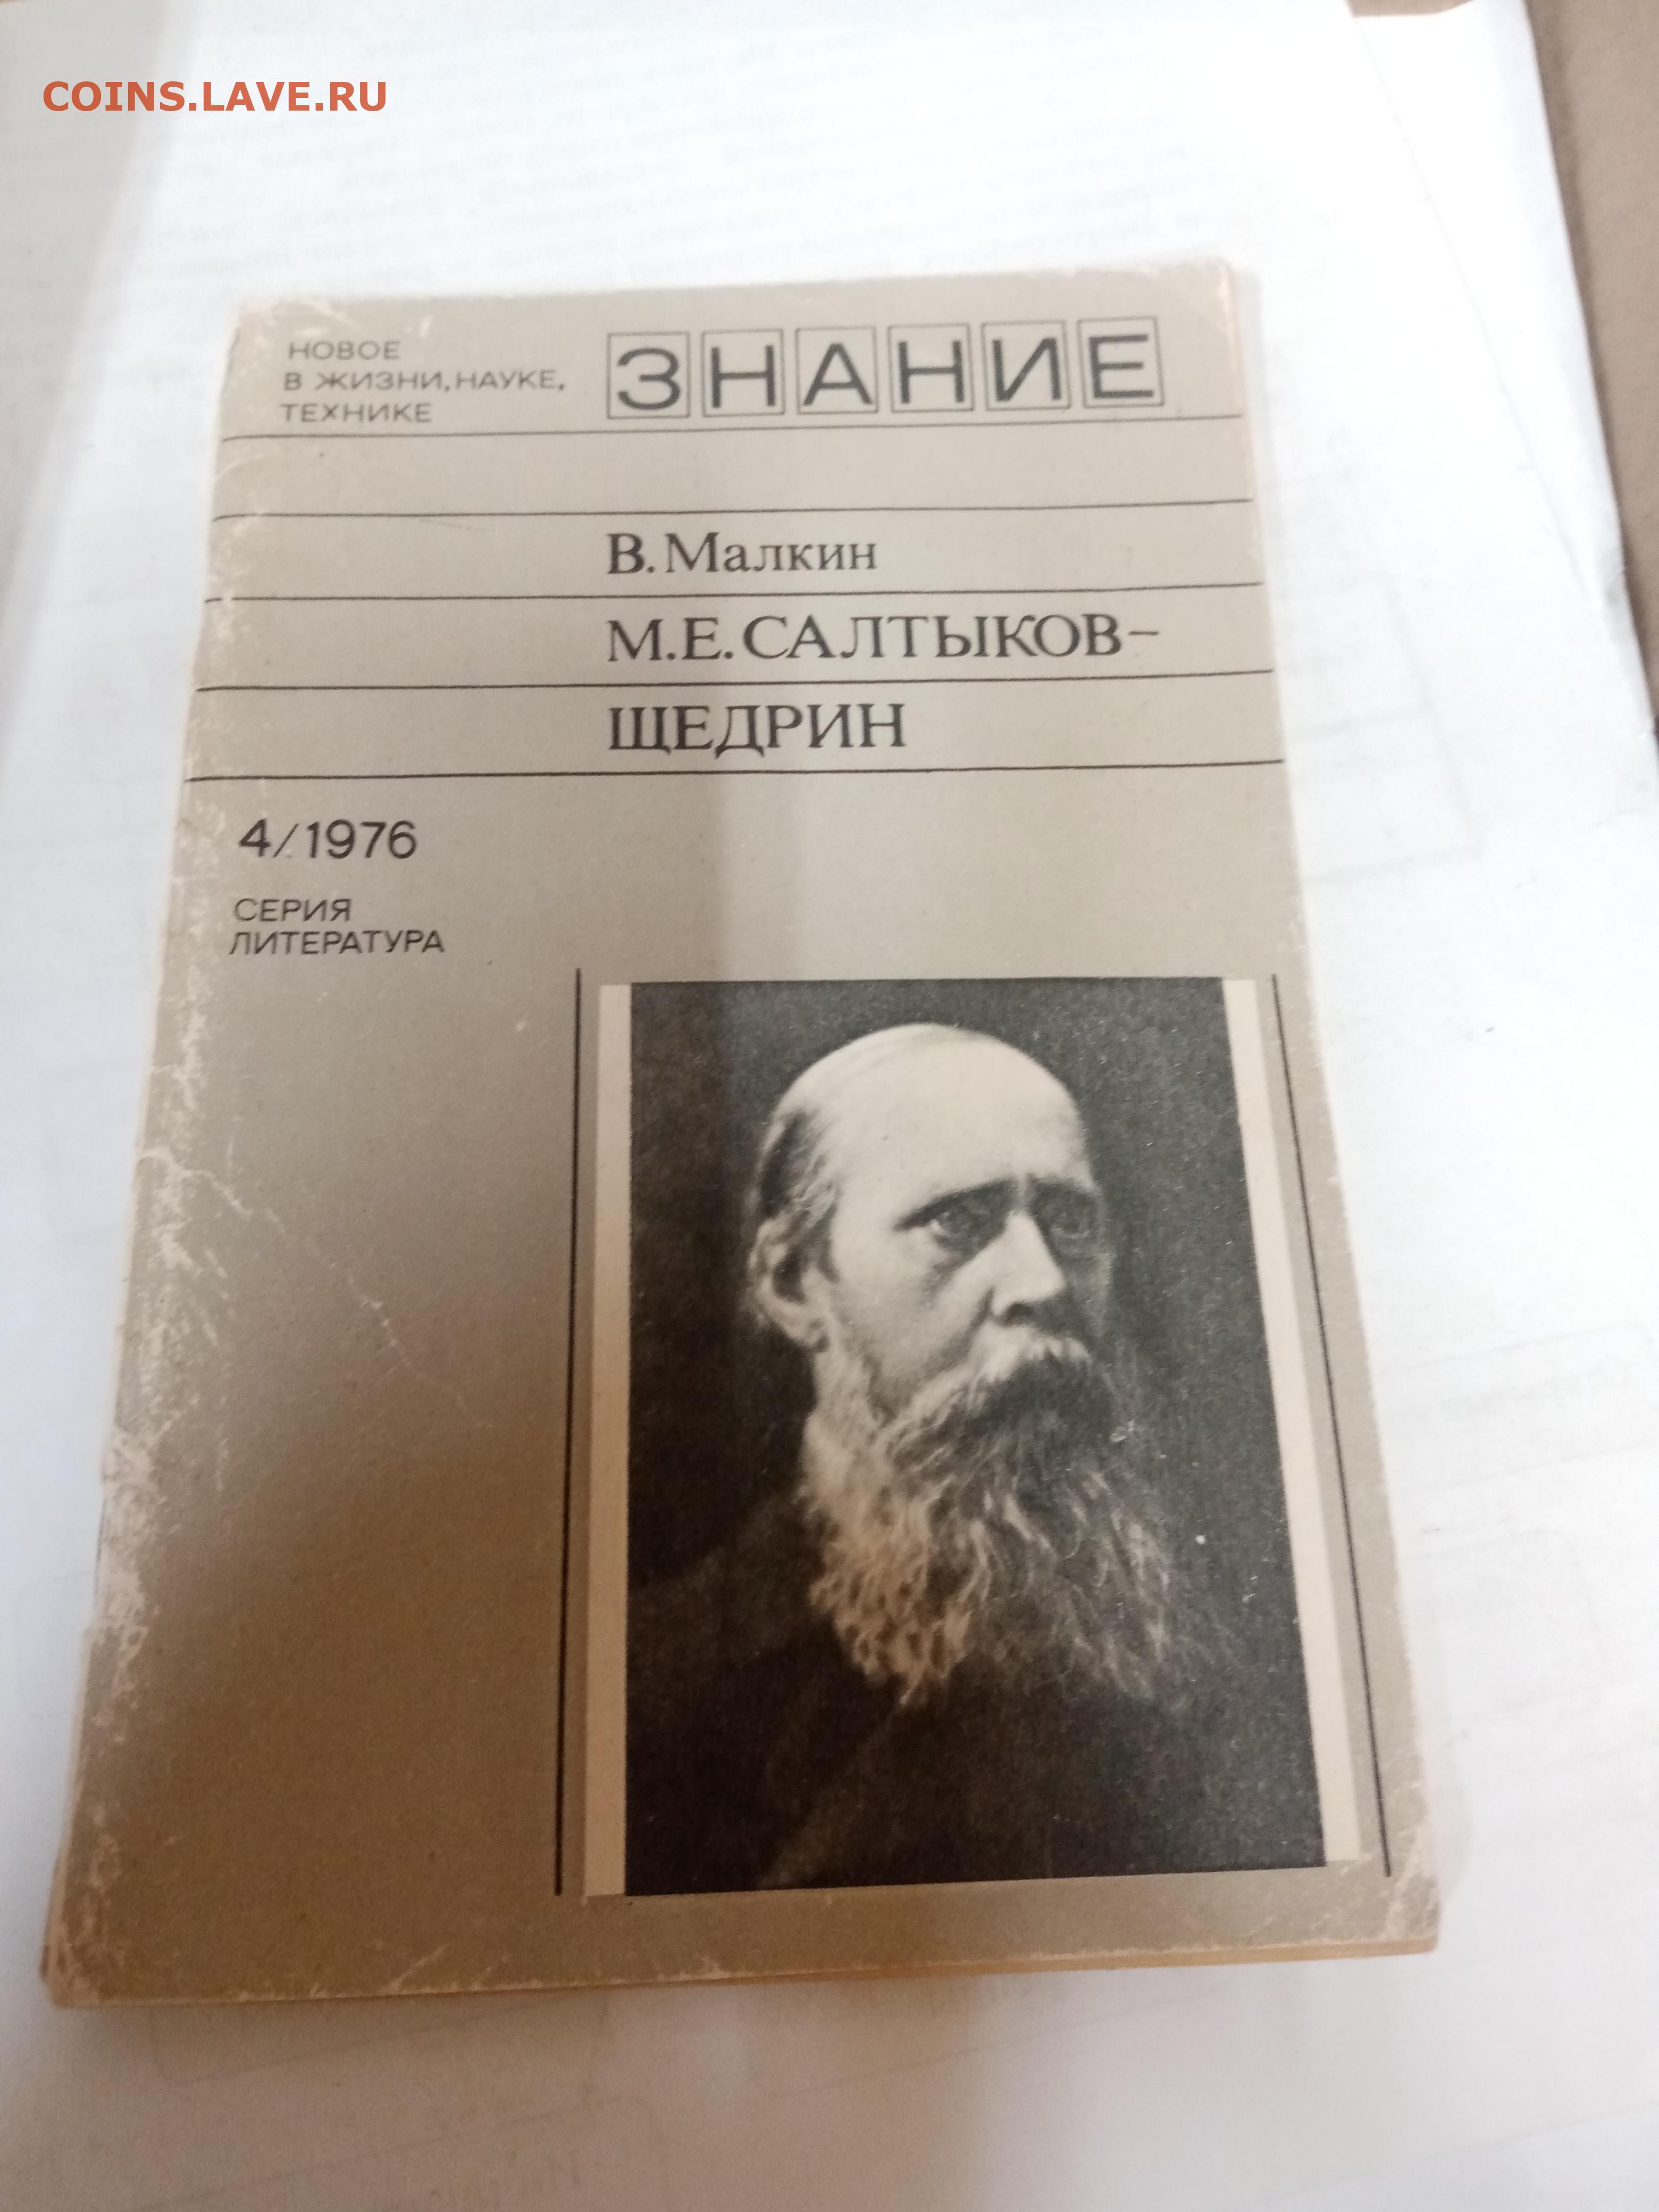 COINS.LAVE.RU
НОВОЕ
В ЖИЗНИ, НАУКЕ,
ТЕХНИКЕ
ЗНАНИЕ
В. Малкин
М.Е. САЛТЫКОВ-
ЩЕДРИН
4/1976
СЕРИЯ
ЛИТЕРАТУРА